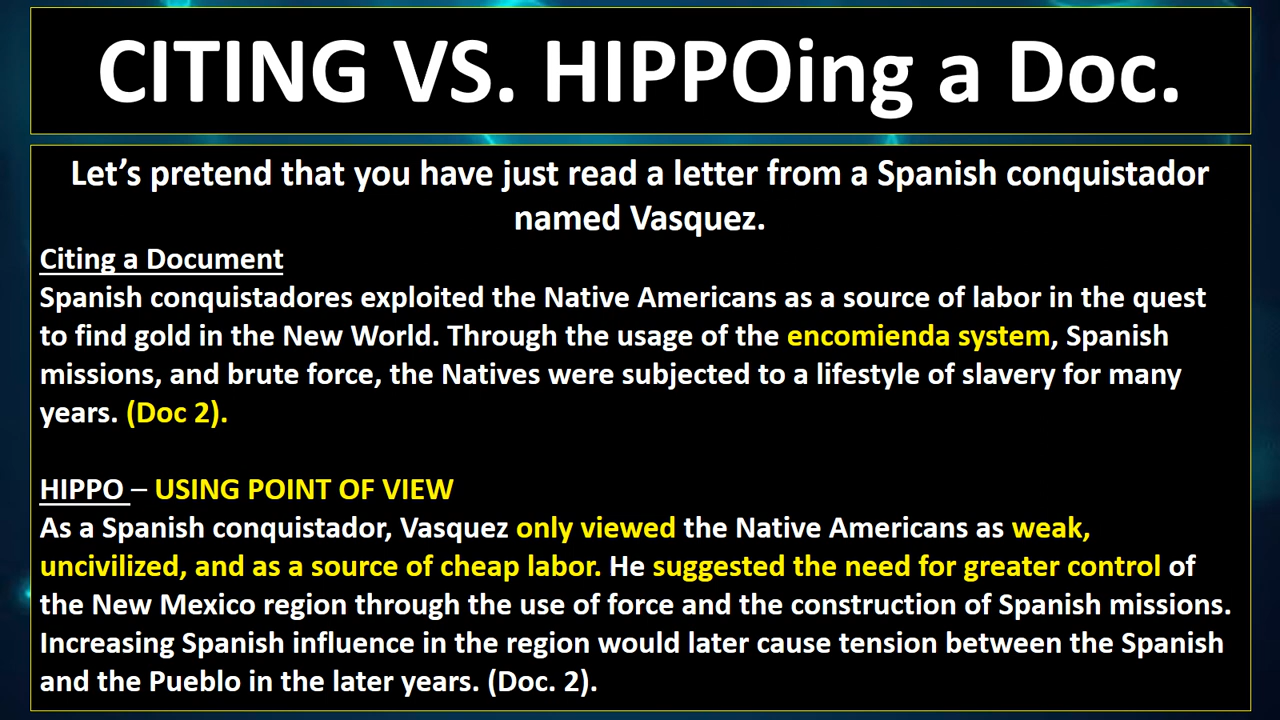 CITING VS. HIPPOing a Doc.
Let’s pretend that you have just read a letter from a Spanish conquistador
named Vasquez.
Citing a Document
Spanish conquistadores exploited the Native Americans as a source of labor in the quest
to find gold in the New World. Through the usage of the encomienda system, Spanish
missions, and brute force, the Natives were subjected to a lifestyle of slavery for many
years. (Doc 2).
HIPPO – USING POINT OF VIEW
As a Spanish conquistador, Vasquez only viewed the Native Americans as weak,
uncivilized, and as a source of cheap labor. He suggested the need for greater control of
the New Mexico region through the use of force and the construction of Spanish missions.
Increasing Spanish influence in the region would later cause tension between the Spanish
and the Pueblo in the later years. (Doc. 2).